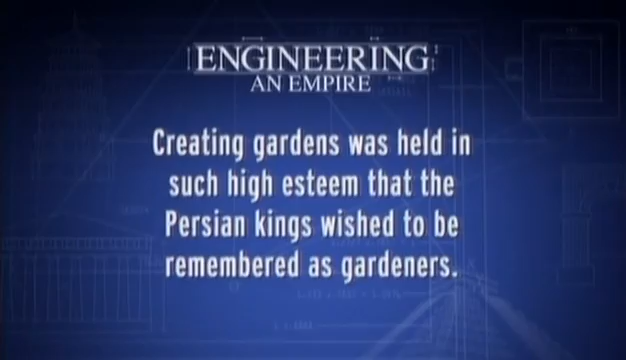 ENGINEERING
AN EMPIRE
Creating gardens was held in
such high esteem that the
Persian kings wished to be
remembered as gardeners.